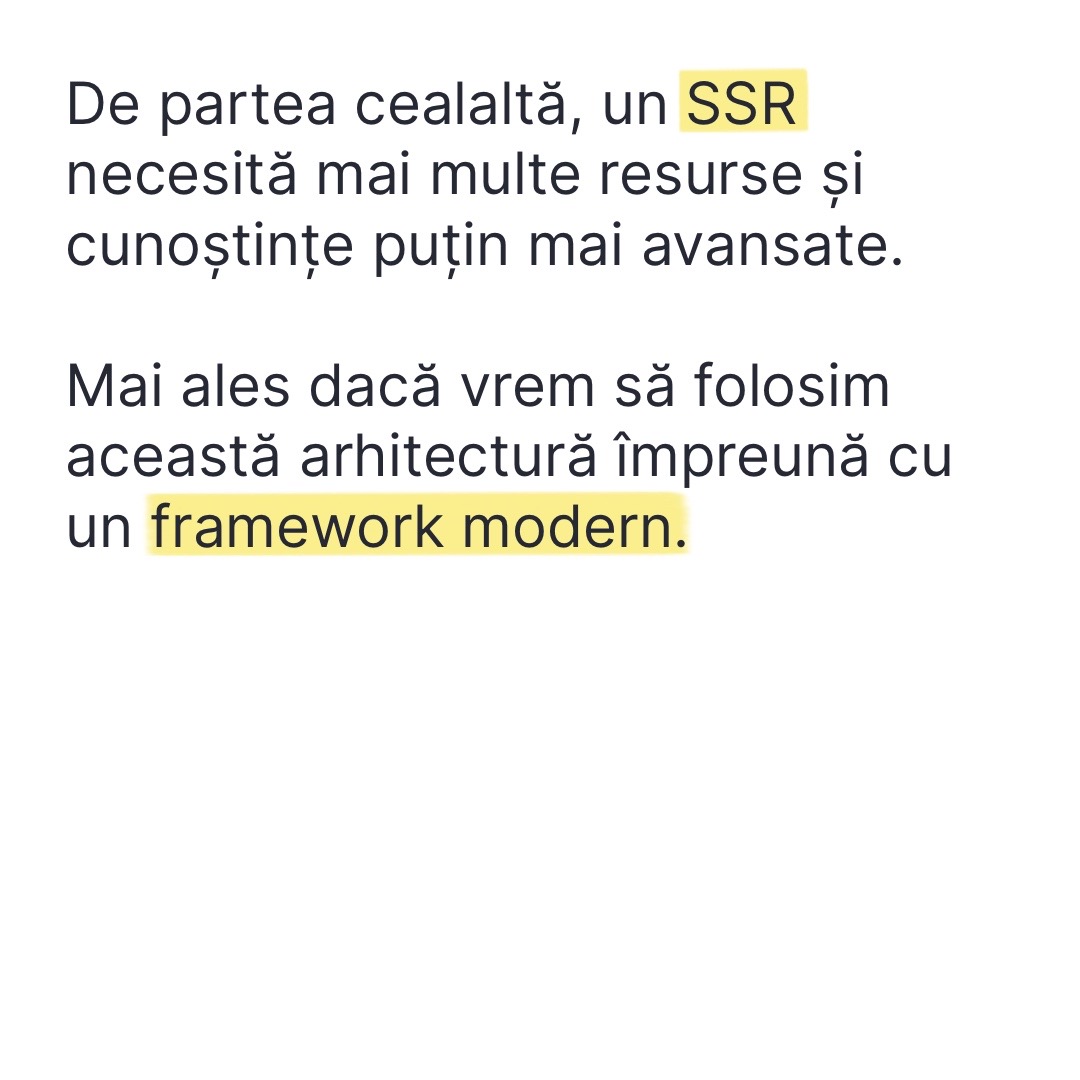 De partea cealaltă, un SSR
necesită mai multe resurse și
cunoștințe puțin mai avansate.
Mai ales dacă vrem să folosim
această arhitectură împreună cu
un framework modern.